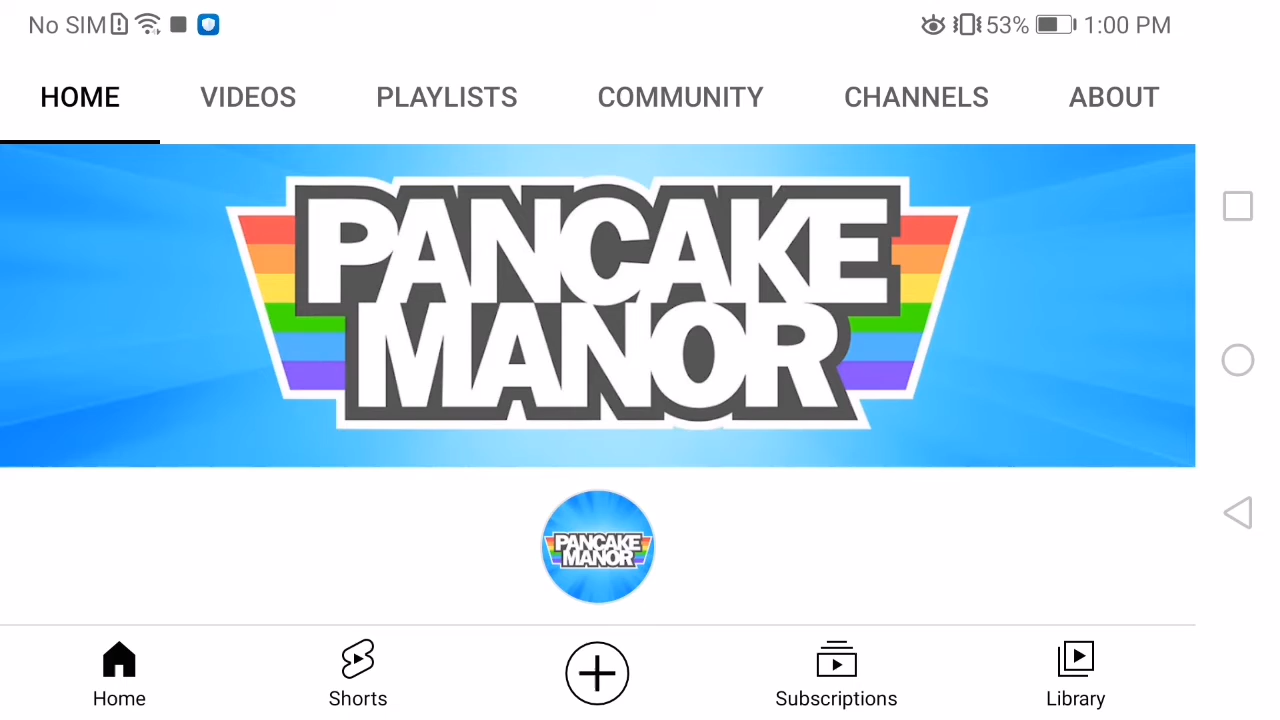 No SIM 53% 1:00 PM
HOME VIDEOS PLAYLISTS COMMUNITY CHANNELS ABOUT
PANCAKE
MANOR
PANCAKE
MANOR
Home Shorts Subscriptions Library